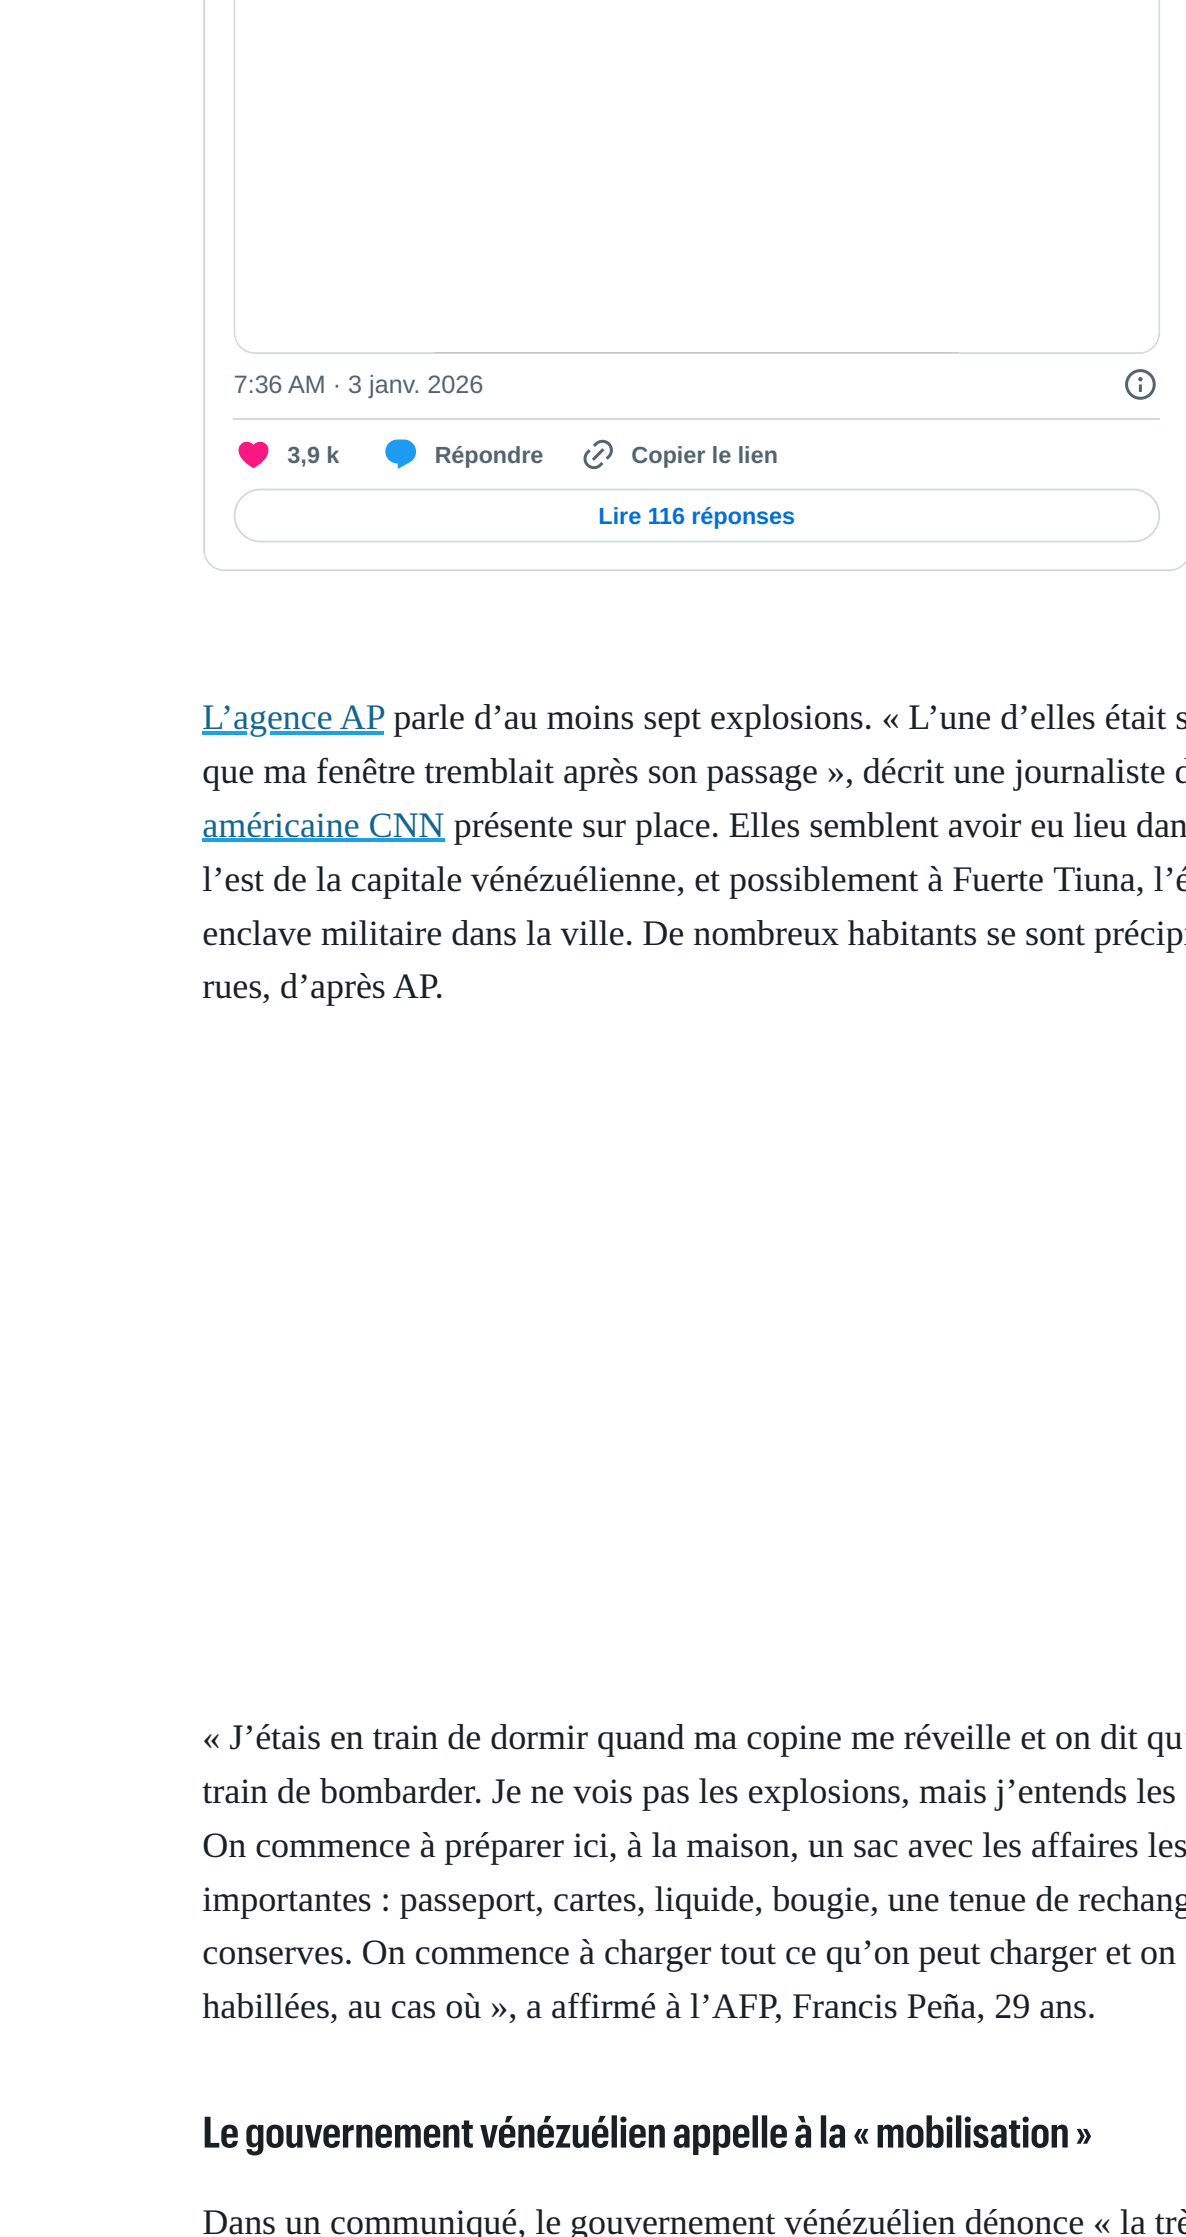 7:36 AM · 3 janv. 2026
3,9 k Répondre Copier le lien
Lire 116 réponses
L’agence AP parle d’au moins sept explosions. « L’une d’elles était
que ma fenêtre tremblait après son passage », décrit une journaliste
américaine CNN présente sur place. Elles semblent avoir eu lieu
l’est de la capitale vénézuélienne, et possiblement à Fuerte Tiuna,
enclave militaire dans la ville. De nombreux habitants se sont
rues, d’après AP.
« J’étais en train de dormir quand ma copine me réveille et on dit
train de bombarder. Je ne vois pas les explosions, mais j’entends les
On commence à préparer ici, à la maison, un sac avec les affaires les
importantes : passeport, cartes, liquide, bougie, une tenue de
conserves. On commence à charger tout ce qu’on peut charger et on
habillées, au cas où », a affirmé à l’AFP, Francis Peña, 29 ans.
Le gouvernement vénézuélien appelle à la « mobilisation »
Dans un communiqué, le gouvernement vénézuélien dénonce « la